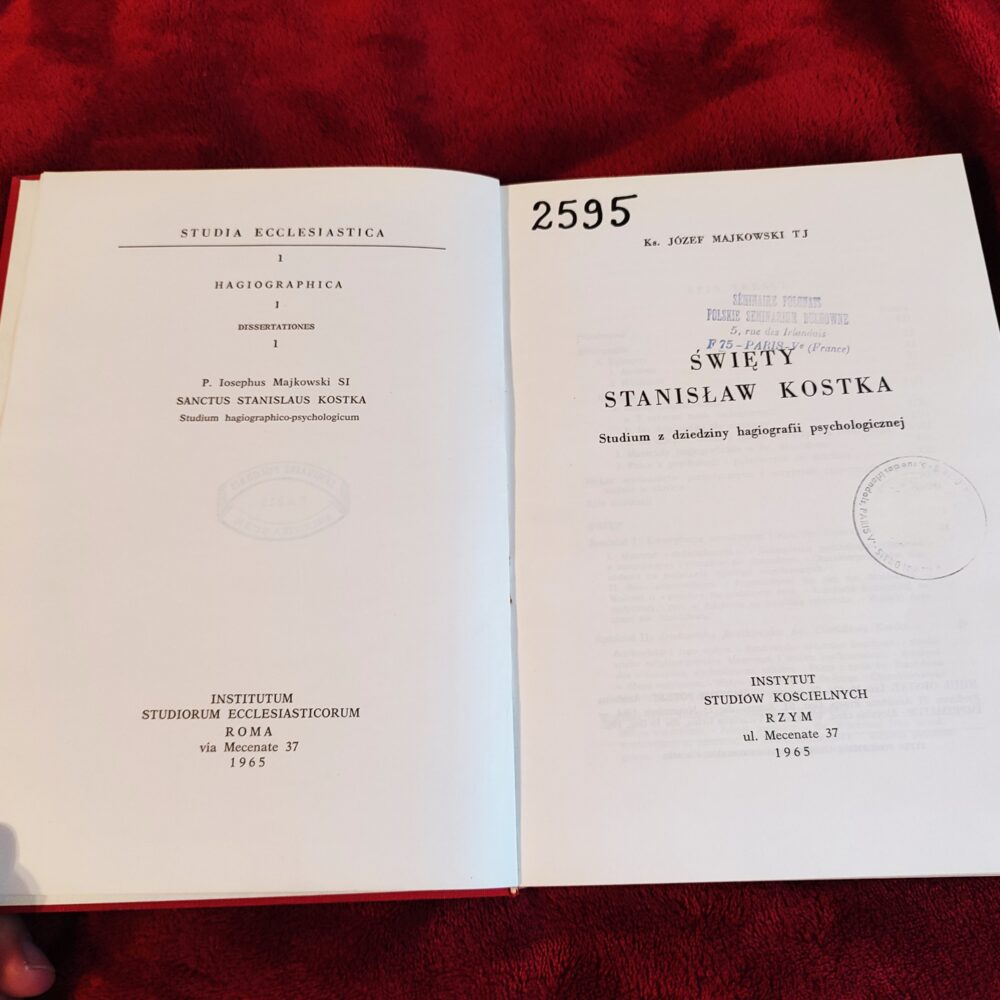 STUDIA ECCLESIASTICA
1
HAGIOGRAPHICA
1
DISSERTATIONES
1
P. Iosephus Majkowski SI
SANCTUS STANISLAUS KOSTKA
Studium hagiographico-psychologicum
INSTITUTUM
STUDIORUM ECCLESIASTICORUM
ROMA
via Mecenate 37
1965
2595
Ks. JÓZEF MAJKOWSKI TJ
SÉMINAIRE POLONAIS
POLSKIE SEMINARIUM DUCHOWNE
5, rue des Irlandais
F 75 - PARIS - Ve (France)
ŚWIĘTY
STANISŁAW KOSTKA
Studium z dziedziny hagiografii psychologicznej
INSTYTUT
STUDIÓW KOŚCIELNYCH
RZYM
ul. Mecenate 37
1965